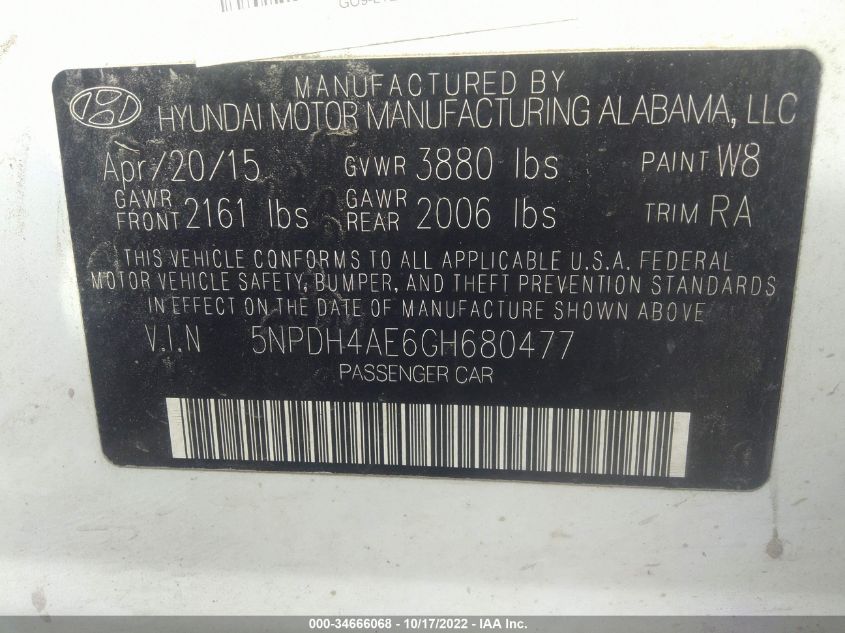 MANUFACTURED BY
HYUNDAI MOTOR MANUFACTURING ALABAMA, LLC
Apr/20/15 GVWR 3880 lbs PAINT W8
GAWR FRONT 2161 lbs GAWR REAR 2006 lbs TRIM RA
THIS VEHICLE CONFORMS TO ALL APPLICABLE U.S.A. FEDERAL
MOTOR VEHICLE SAFETY, BUMPER, AND THEFT PREVENTION STANDARDS
IN EFFECT ON THE DATE OF MANUFACTURE SHOWN ABOVE
V.I.N 5NPDH4AE6GH680477
PASSENGER CAR
000-34666068 - 10/17/2022 - IAA Inc.